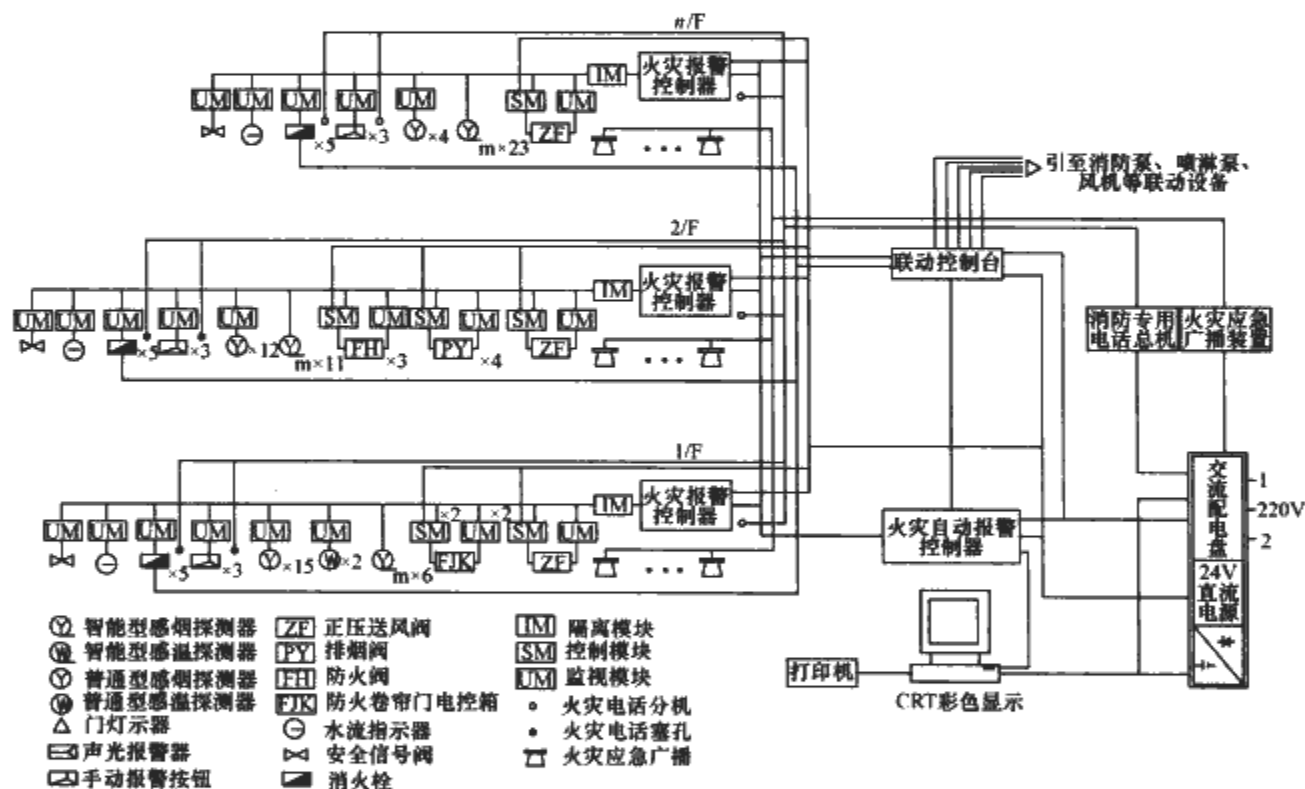 n/F
IM
火灾报警
控制器
UM UM UM UM UM SM UM
×5 ×3 ×4 m×23 ZF
引至消防泵、喷淋泵、
风机等联动设备
2/F
联动控制台
IM
火灾报警
控制器
UM UM UM UM UM SM UM SM UM SM UM
×5 ×3 ×12 m×11 FH ×3 PY ×4 ZF
消防专用
电话总机
火灾应急
广播装置
1/F
IM
火灾报警
控制器
UM UM UM UM UM UM SM ×2 UM ×2 SM UM
×5 ×3 ×15 W ×2 m×6 FJK ZF
火灾自动报警
控制器
交流配电盘
1
220V
2
24V
直流
电源
打印机
CRT彩色显示
Y 智能型感烟探测器
W 智能型感温探测器
Y 普通型感烟探测器
W 普通型感温探测器
门灯示器
声光报警器
手动报警按钮
ZF 正压送风阀
PY 排烟阀
FH 防火阀
FJK 防火卷帘门电控箱
水流指示器
安全信号阀
消火栓
IM 隔离模块
SM 控制模块
UM 监视模块
火灾电话分机
火灾电话塞孔
火灾应急广播